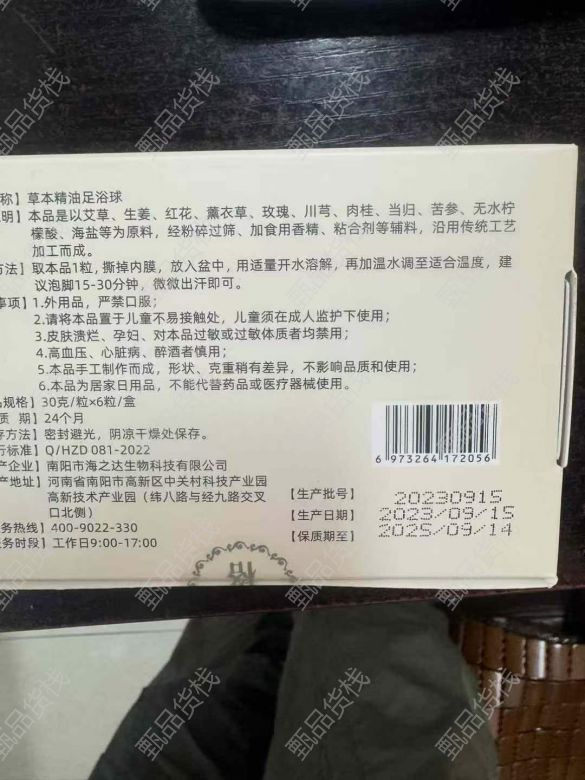 称】草本精油足浴球
明】本品是以艾草、生姜、红花、薰衣草、玫瑰、川芎、肉桂、当归、苦参、无水柠
檬酸、海盐等为原料，经粉碎过筛、加食用香精、粘合剂等辅料，沿用传统工艺
加工而成。
方法】取本品1粒，撕掉内膜，放入盆中，用适量开水溶解，再加温水调至适合温度，建
议泡脚15-30分钟，微微出汗即可。
事项】1.外用品，严禁口服；
2.请将本品置于儿童不易接触处，儿童须在成人监护下使用；
3.皮肤溃烂、孕妇、对本品过敏或过敏体质者均禁用；
4.高血压、心脏病、醉酒者慎用；
5.本品手工制作而成，形状、克重稍有差异，不影响品质和使用；
6.本品为居家日用品，不能代替药品或医疗器械使用。
品规格】30克/粒×6粒/盒
质 期】24个月
存方法】密封避光，阴凉干燥处保存。
行标准】Q/HZD 081-2022
产企业】南阳市海之达生物科技有限公司
产地址】河南省南阳市高新区中关村科技产业园
高新技术产业园（纬八路与经九路交叉
口北侧）
务热线】400-9022-330
服务时段】工作日9:00-17:00
6 973264 172056
【生产批号】 20230915
【生产日期】 2023/09/15
【保质期至】 2025/09/14
甄品货栈